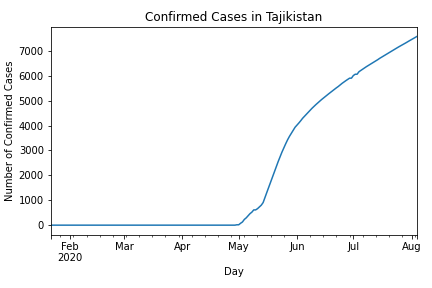 Confirmed Cases in Tajikistan
Number of Confirmed Cases
7000
6000
5000
4000
3000
2000
1000
0
Feb Mar Apr May Jun Jul Aug
2020
Day